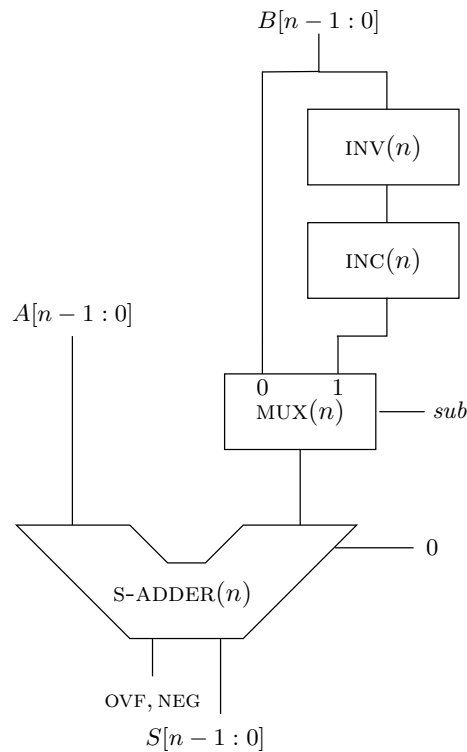 B[n − 1 : 0]
INV(n)
INC(n)
A[n − 1 : 0]
0 1
MUX(n)
sub
0
S-ADDER(n)
OVF, NEG
S[n − 1 : 0]